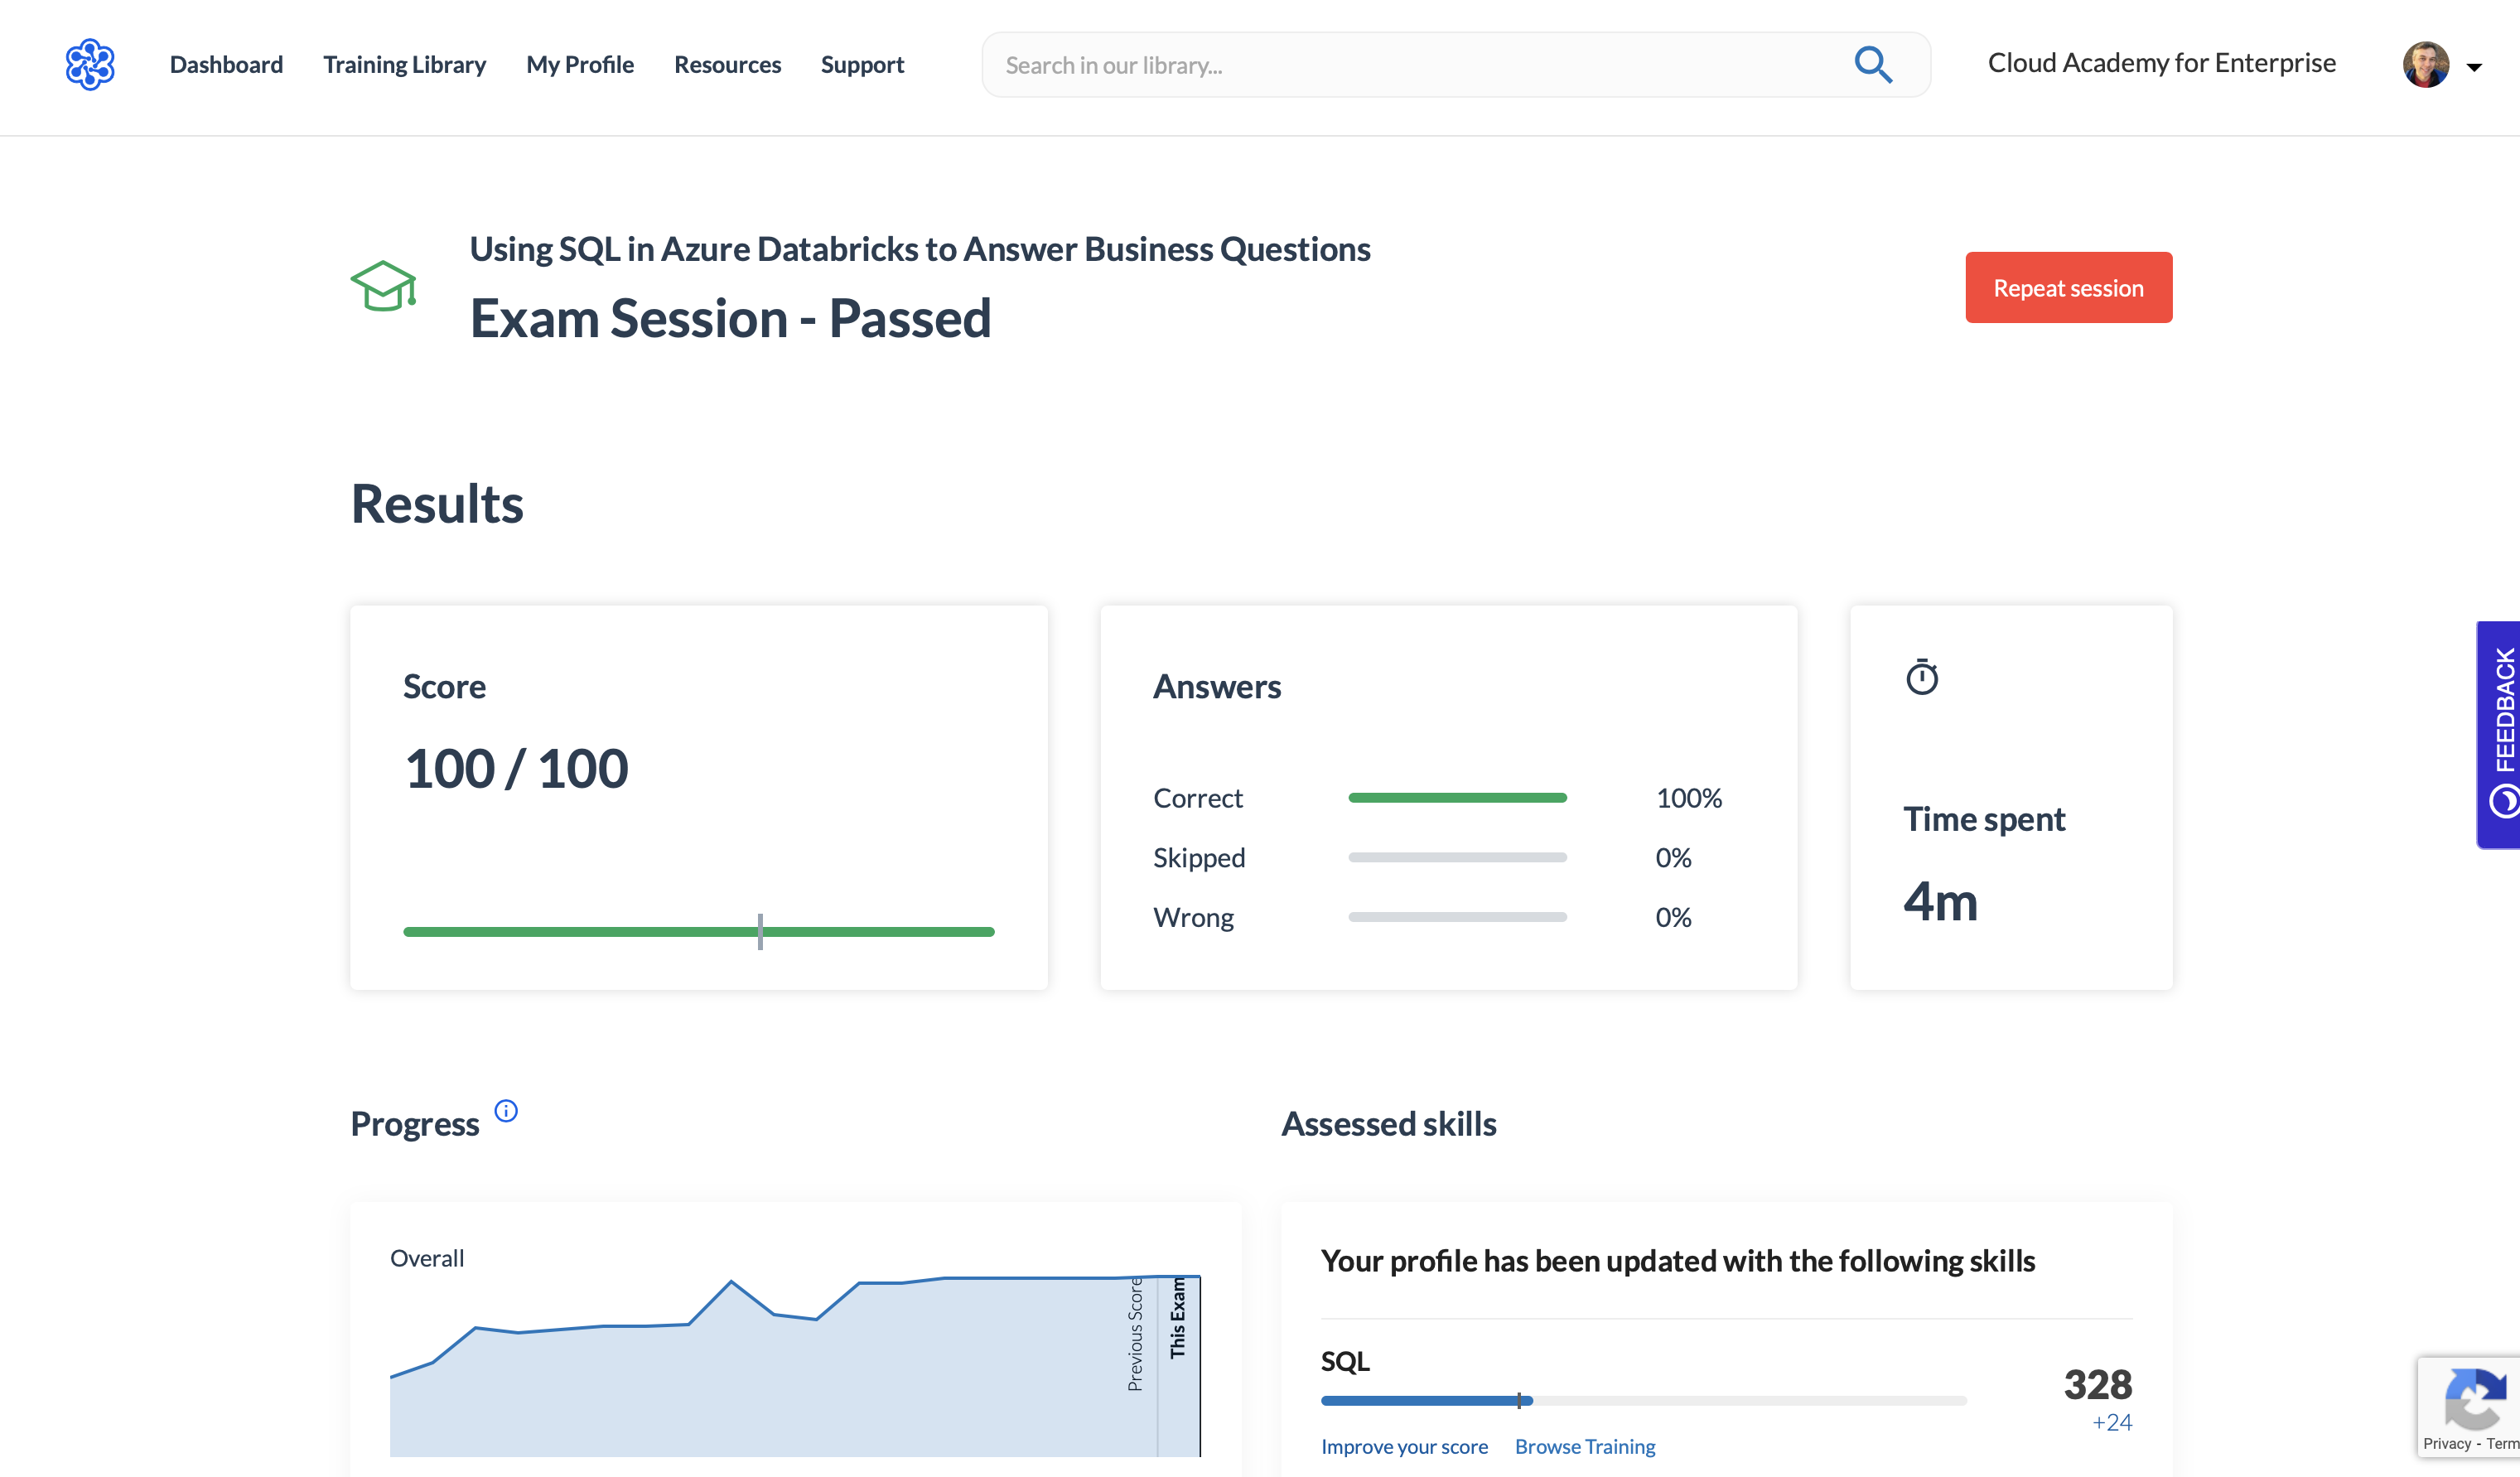 Dashboard Training Library My Profile Resources Support Search in our library... Cloud Academy for Enterprise
Using SQL in Azure Databricks to Answer Business Questions
Exam Session - Passed
Repeat session
Results
Score
100 / 100
Answers
Correct 100%
Skipped 0%
Wrong 0%
Time spent
4m
FEEDBACK
Progress
Overall
Previous Score
This Exam
Assessed skills
Your profile has been updated with the following skills
SQL
328
+24
Improve your score Browse Training
Privacy - Term